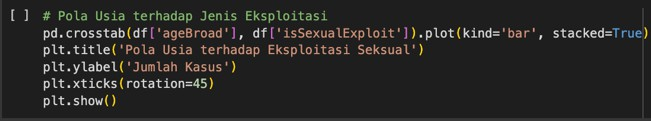 [ ] # Pola Usia terhadap Jenis Eksploitasi
pd.crosstab(df['ageBroad'], df['isSexualExploit']).plot(kind='bar', stacked=True)
plt.title('Pola Usia terhadap Eksploitasi Seksual')
plt.ylabel('Jumlah Kasus')
plt.xticks(rotation=45)
plt.show()